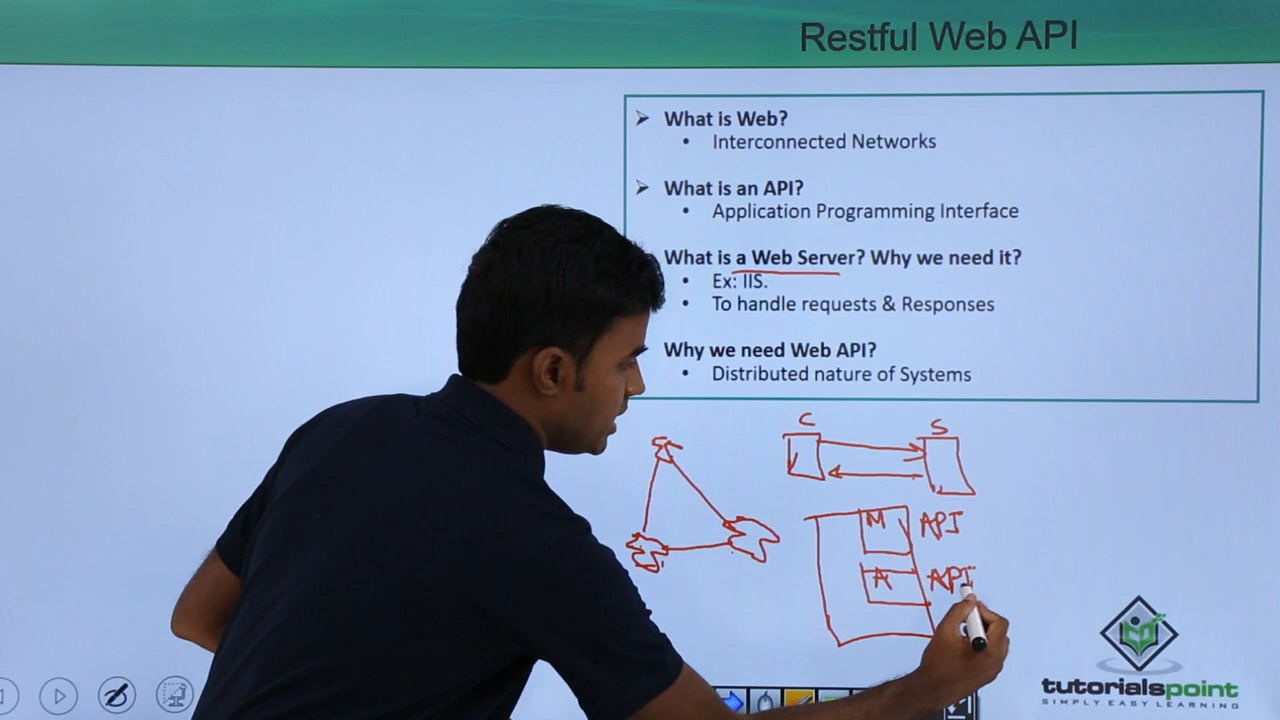 Restful Web API
What is Web?
Interconnected Networks
What is an API?
Application Programming Interface
What is a Web Server? Why we need it?
Ex: IIS.
To handle requests & Responses
Why we need Web API?
Distributed nature of Systems
C
S
M API
A API
tutorialspoint
SIMPLY EASY LEARNING